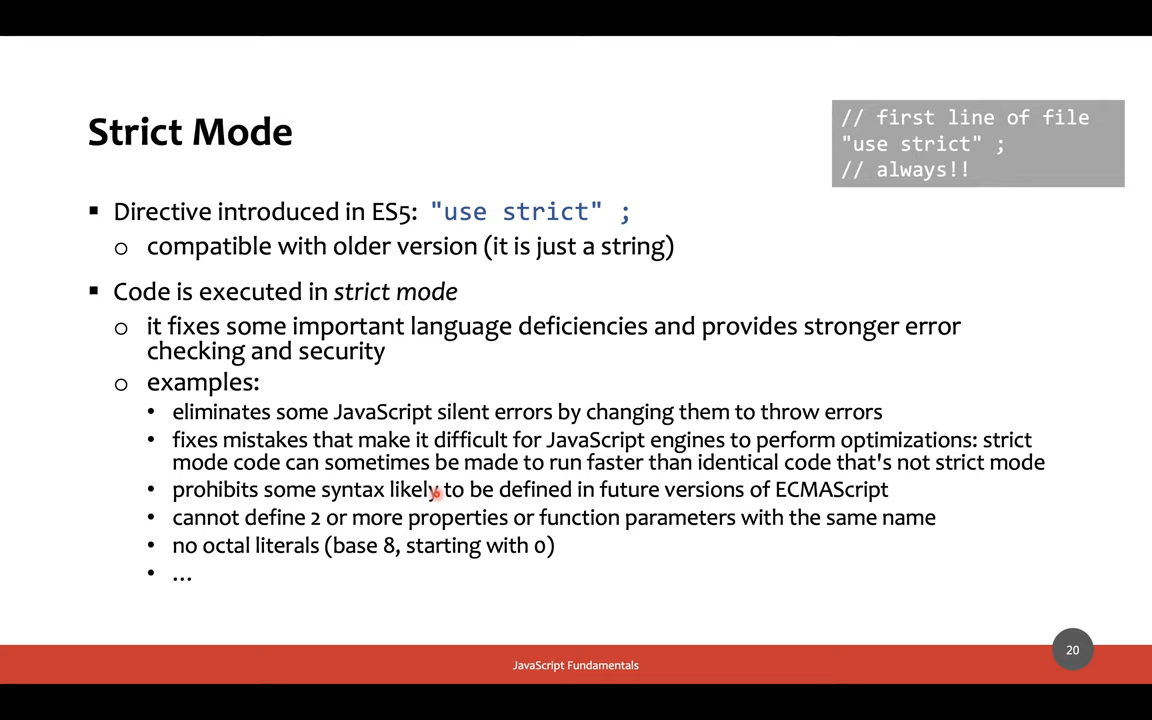 Strict Mode
// first line of file
"use strict" ;
// always!!
▪ Directive introduced in ES5: "use strict" ;
o compatible with older version (it is just a string)
▪ Code is executed in strict mode
o it fixes some important language deficiencies and provides stronger error
checking and security
o examples:
• eliminates some JavaScript silent errors by changing them to throw errors
• fixes mistakes that make it difficult for JavaScript engines to perform optimizations: strict
mode code can sometimes be made to run faster than identical code that's not strict mode
• prohibits some syntax likely to be defined in future versions of ECMAScript
• cannot define 2 or more properties or function parameters with the same name
• no octal literals (base 8, starting with 0)
• …
JavaScript Fundamentals
20